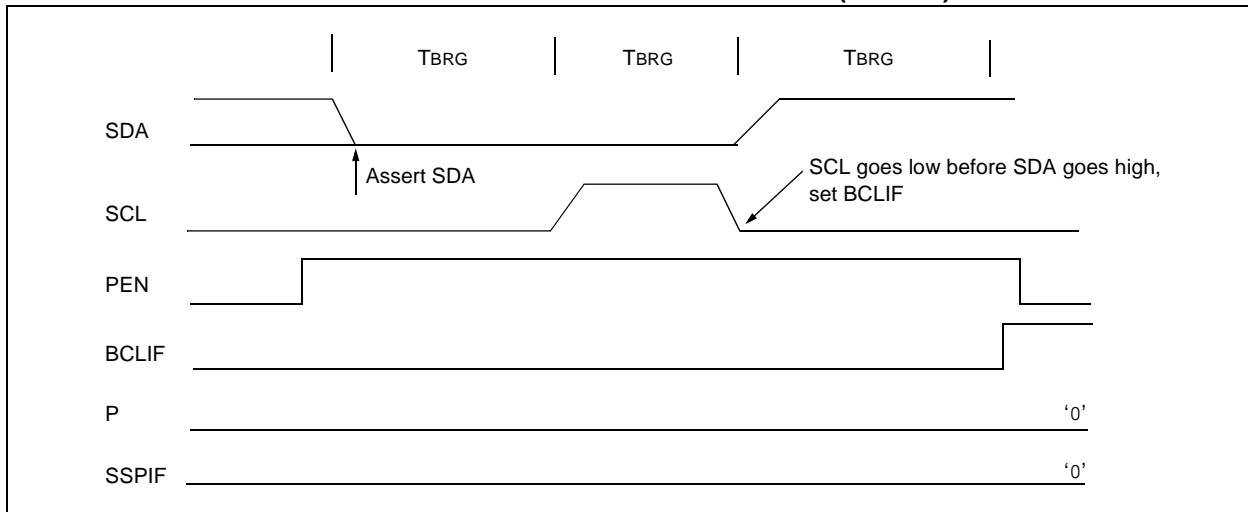 TBRG TBRG TBRG
SDA
Assert SDA
SCL goes low before SDA goes high,
set BCLIF
SCL
PEN
BCLIF
P ‘0’
SSPIF ‘0’